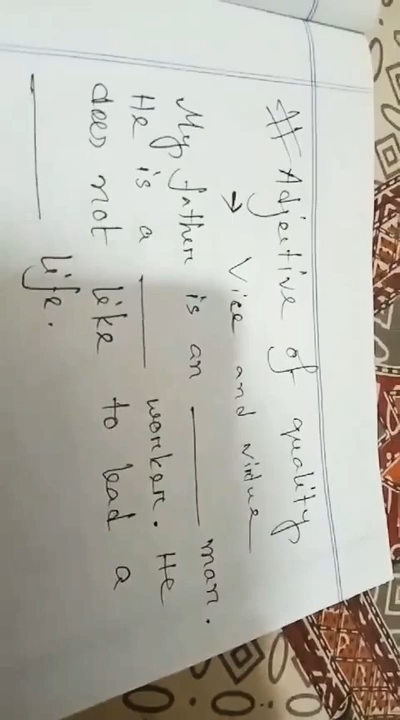 # Adjective of quality
→ Vice and virtue
My father is an ______ man.
He is a ______ worker. He
does not like to lead a
______ life.